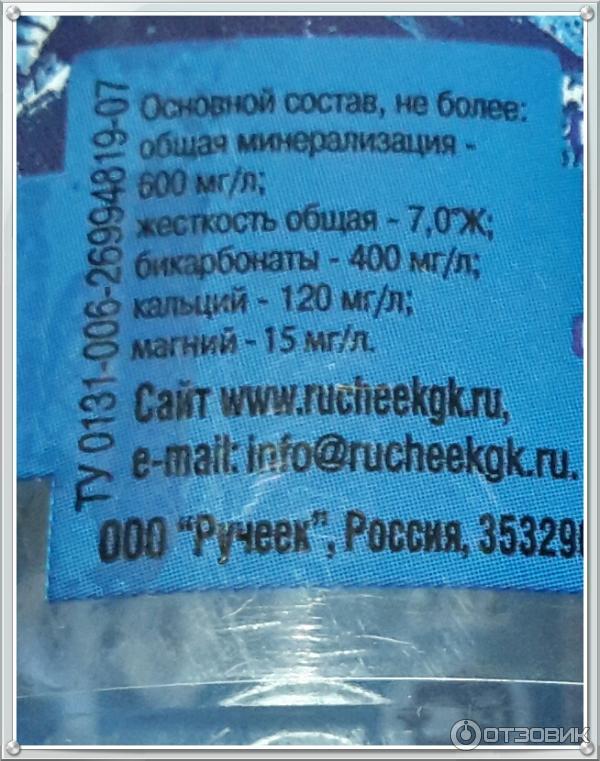 ТУ 0131-006-26994819-07
Основной состав, не более:
общая минерализация -
600 мг/л;
жесткость общая - 7,0°Ж;
бикарбонаты - 400 мг/л;
кальций - 120 мг/л;
магний - 15 мг/л.
Сайт www.rucheekgk.ru,
e-mail: info@rucheekgk.ru.
ООО "Ручеек", Россия, 35329
ОТЗОВИК